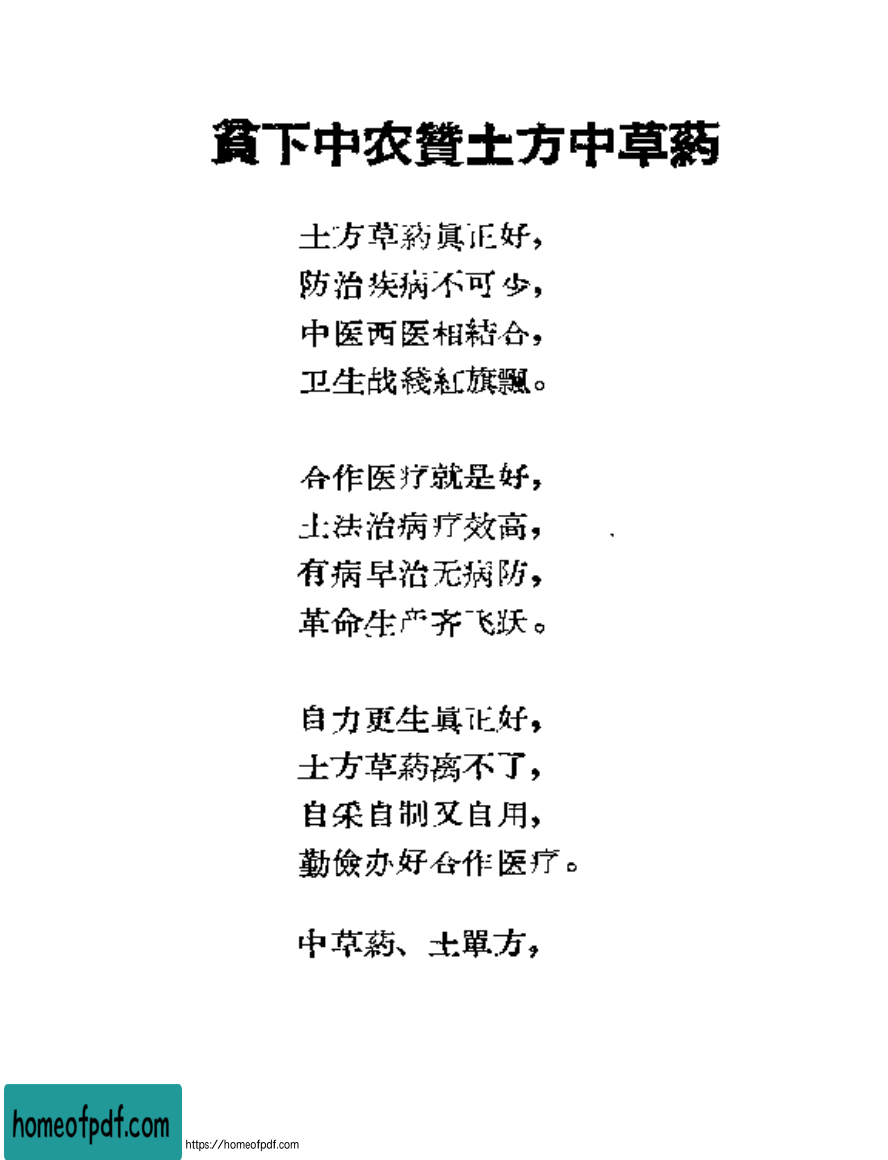 貧下中农贊土方中草葯
土方草葯眞正好，
防治疾病不可少，
中医西医相結合，
卫生战綫紅旗飄。
合作医疗就是好，
土法治病疗效高，
有病早治无病防，
革命生产齐飞跃。
自力更生眞正好，
土方草葯离不了，
自采自制又自用，
勤儉办好合作医疗。
中草葯、土單方，
homeofpdf.com
https://homeofpdf.com